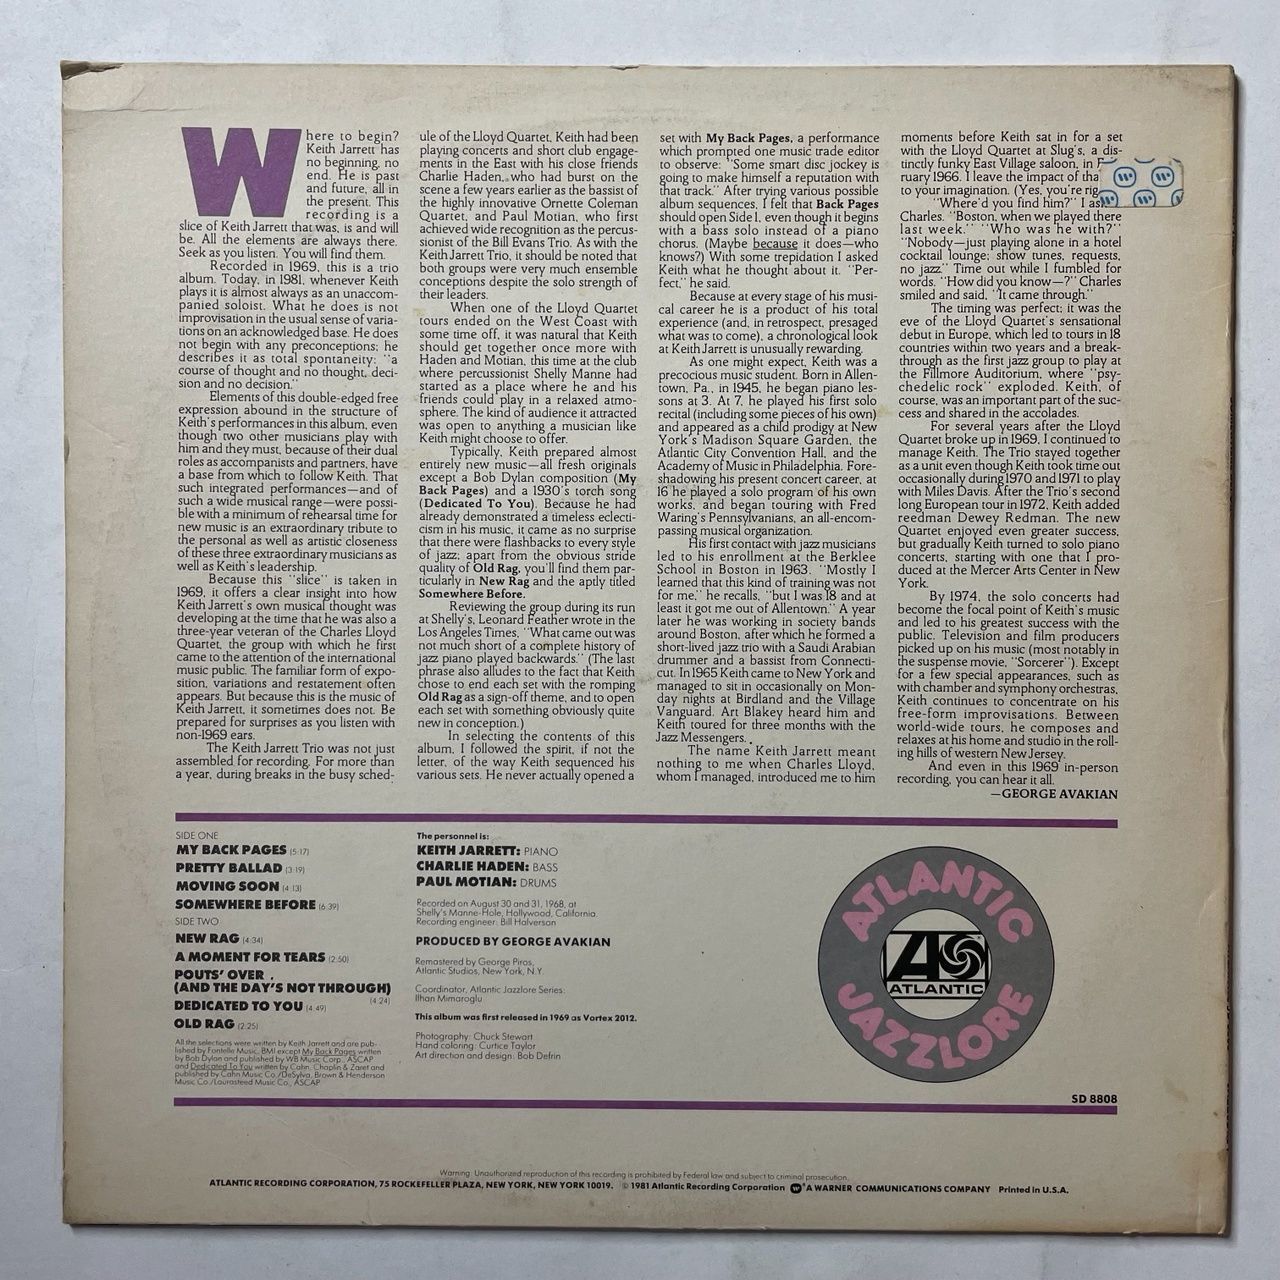 W
here to begin?
Keith Jarrett has
no beginning, no
end. He is past
and future, all in
the present. This
recording is a
slice of Keith Jarrett that was, is and will
be. All the elements are always there.
Seek as you listen. You will find them.
Recorded in 1969, this is a trio
album. Today, in 1981, whenever Keith
plays it is almost always as an unaccom-
panied soloist. What he does is not
improvisation in the usual sense of varia-
tions on an acknowledged base. He does
not begin with any preconceptions; he
describes it as total spontaneity: "a
course of thought and no thought, deci-
sion and no decision."
Elements of this double-edged free
expression abound in the structure of
Keith's performances in this album, even
though two other musicians play with
him and they must, because of their dual
roles as accompanists and partners, have
a base from which to follow Keith. That
such integrated performances—and of
such a wide musical range—were possi-
ble with a minimum of rehearsal time for
new music is an extraordinary tribute to
the personal as well as artistic closeness
of these three extraordinary musicians as
well as Keith's leadership.
Because this "slice" is taken in
1969, it offers a clear insight into how
Keith Jarrett's own musical thought was
developing at the time that he was also a
three-year veteran of the Charles Lloyd
Quartet, the group with which he first
came to the attention of the international
music public. The familiar form of expo-
sition, variations and restatement often
appears. But because this is the music of
Keith Jarrett, it sometimes does not. Be
prepared for surprises as you listen with
non-1969 ears.
The Keith Jarrett Trio was not just
assembled for recording. For more than
a year, during breaks in the busy sched-
ule of the Lloyd Quartet, Keith had been
playing concerts and short club engage-
ments in the East with his close friends
Charlie Haden, who had burst on the
scene a few years earlier as the bassist of
the highly innovative Ornette Coleman
Quartet, and Paul Motian, who first
achieved wide recognition as the percus-
sionist of the Bill Evans Trio. As with the
Keith Jarrett Trio, it should be noted that
both groups were very much ensemble
conceptions despite the solo strength of
their leaders.
When one of the Lloyd Quartet
tours ended on the West Coast with
some time off, it was natural that Keith
should get together once more with
Haden and Motian, this time at the club
where percussionist Shelly Manne had
started as a place where he and his
friends could play in a relaxed atmo-
sphere. The kind of audience it attracted
was open to anything a musician like
Keith might choose to offer.
Typically, Keith prepared almost
entirely new music—all fresh originals
except a Bob Dylan composition (My
Back Pages) and a 1930's torch song
(Dedicated To You). Because he had
already demonstrated a timeless eclecti-
cism in his music, it came as no surprise
that there were flashbacks to every style
of jazz; apart from the obvious stride
quality of Old Rag, you'll find them par-
ticularly in New Rag and the aptly titled
Somewhere Before.
Reviewing the group during its run
at Shelly's, Leonard Feather wrote in the
Los Angeles Times, "What came out was
not much short of a complete history of
jazz piano played backwards." (The last
phrase also alludes to the fact that Keith
chose to end each set with the romping
Old Rag as a sign-off theme, and to open
each set with something obviously quite
new in conception.)
In selecting the contents of this
album, I followed the spirit, if not the
letter, of the way Keith sequenced his
various sets. He never actually opened a
set with My Back Pages, a performance
which prompted one music trade editor
to observe: "Some smart disc jockey is
going to make himself a reputation with
that track." After trying various possible
album sequences, I felt that Back Pages
should open Side I, even though it begins
with a bass solo instead of a piano
chorus. (Maybe because it does—who
knows?) With some trepidation I asked
Keith what he thought about it. "Per-
fect," he said.
Because at every stage of his musi-
cal career he is a product of his total
experience (and, in retrospect, presaged
what was to come), a chronological look
at Keith Jarrett is unusually rewarding.
As one might expect, Keith was a
precocious music student. Born in Allen-
town, Pa., in 1945, he began piano les-
sons at 3. At 7, he played his first solo
recital (including some pieces of his own)
and appeared as a child prodigy at New
York's Madison Square Garden, the
Atlantic City Convention Hall, and the
Academy of Music in Philadelphia. Fore-
shadowing his present concert career, at
16 he played a solo program of his own
works, and began touring with Fred
Waring's Pennsylvanians, an all-encom-
passing musical organization.
His first contact with jazz musicians
led to his enrollment at the Berklee
School in Boston in 1963. "Mostly I
learned that this kind of training was not
for me," he recalls, "but I was 18 and at
least it got me out of Allentown." A year
later he was working in society bands
around Boston, after which he formed a
short-lived jazz trio with a Saudi Arabian
drummer and a bassist from Connecti-
cut. In 1965 Keith came to New York and
managed to sit in occasionally on Mon-
day nights at Birdland and the Village
Vanguard. Art Blakey heard him and
Keith toured for three months with the
Jazz Messengers.
The name Keith Jarrett meant
nothing to me when Charles Lloyd,
whom I managed, introduced me to him
moments before Keith sat in for a set
with the Lloyd Quartet at Slug's, a dis-
tinctly funky East Village saloon, in F
ruary 1966. I leave the impact of tha
to your imagination. (Yes, you're rig
"Where'd you find him?" I as
Charles. "Boston, when we played there
last week." "Who was he with?"
"Nobody—just playing alone in a hotel
cocktail lounge; show tunes, requests,
no jazz." Time out while I fumbled for
words. "How did you know—?" Charles
smiled and said, "It came through."
The timing was perfect; it was the
eve of the Lloyd Quartet's sensational
debut in Europe, which led to tours in 18
countries within two years and a break-
through as the first jazz group to play at
the Fillmore Auditorium, where "psy-
chedelic rock" exploded. Keith, of
course, was an important part of the suc-
cess and shared in the accolades.
For several years after the Lloyd
Quartet broke up in 1969, I continued to
manage Keith. The Trio stayed together
as a unit even though Keith took time out
occasionally during 1970 and 1971 to play
with Miles Davis. After the Trio's second
long European tour in 1972, Keith added
reedman Dewey Redman. The new
Quartet enjoyed even greater success,
but gradually Keith turned to solo piano
concerts, starting with one that I pro-
duced at the Mercer Arts Center in New
York.
By 1974, the solo concerts had
become the focal point of Keith's music
and led to his greatest success with the
public. Television and film producers
picked up on his music (most notably in
the suspense movie, "Sorcerer"). Except
for a few special appearances, such as
with chamber and symphony orchestras,
Keith continues to concentrate on his
free-form improvisations. Between
world-wide tours, he composes and
relaxes at his home and studio in the roll-
ing hills of western New Jersey.
And even in this 1969 in-person
recording, you can hear it all.
—GEORGE AVAKIAN
SIDE ONE
MY BACK PAGES (5:17)
PRETTY BALLAD (3:19)
MOVING SOON (4:13)
SOMEWHERE BEFORE (6:39)
SIDE TWO
NEW RAG (4:34)
A MOMENT FOR TEARS (2:50)
POUTS' OVER
(AND THE DAY'S NOT THROUGH)
(4:24)
DEDICATED TO YOU (4:49)
OLD RAG (2:25)
All the selections were written by Keith Jarrett and are pub-
lished by Fontelle Music, BMI except My Back Pages written
by Bob Dylan and published by WB Music Corp., ASCAP
and Dedicated To You written by Cahn, Chaplin & Zaret and
published by Cahn Music Co./DeSylva, Brown & Henderson
Music Co./Laursteed Music Co., ASCAP
The personnel is:
KEITH JARRETT: PIANO
CHARLIE HADEN: BASS
PAUL MOTIAN: DRUMS
Recorded on August 30 and 31, 1968, at
Shelly's Manne-Hole, Hollywood, California.
Recording engineer: Bill Halverson
PRODUCED BY GEORGE AVAKIAN
Remastered by George Piros,
Atlantic Studios, New York, N.Y.
Coordinator, Atlantic Jazzlore Series:
Ilhan Mimaroglu
This album was first released in 1969 as Vortex 2012.
Photography: Chuck Stewart
Hand coloring: Curtice Taylor
Art direction and design: Bob Defrin
ATLANTIC
ATLANTIC
JAZZLORE
SD 8808
Warning: Unauthorized reproduction of this recording is prohibited by Federal law and subject to criminal prosecution.
ATLANTIC RECORDING CORPORATION, 75 ROCKEFELLER PLAZA, NEW YORK, NEW YORK 10019. © 1981 Atlantic Recording Corporation A WARNER COMMUNICATIONS COMPANY Printed in U.S.A.